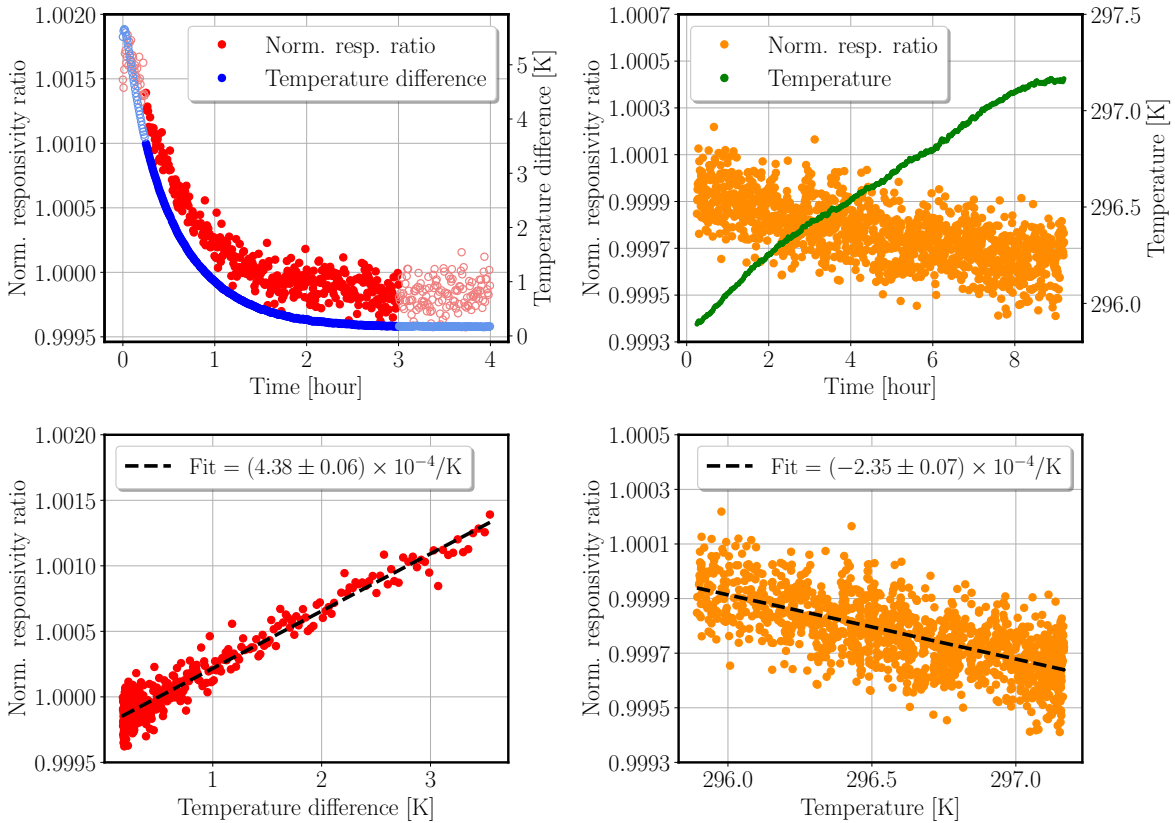 1.0020
1.0015
1.0010
1.0005
1.0000
0.9995
Norm. responsivity ratio
Norm. resp. ratio
Temperature difference
5
4
3
2
1
0
Temperature difference [K]
0 1 2 3 4
Time [hour]
1.0007
1.0005
1.0003
1.0001
0.9999
0.9997
0.9995
0.9993
Norm. responsivity ratio
Norm. resp. ratio
Temperature
297.5
297.0
296.5
296.0
Temperature [K]
0 2 4 6 8
Time [hour]
1.0020
1.0015
1.0010
1.0005
1.0000
0.9995
Norm. responsivity ratio
Fit = (4.38 ± 0.06) × 10⁻⁴/K
1 2 3
Temperature difference [K]
1.0005
1.0003
1.0001
0.9999
0.9997
0.9995
0.9993
Norm. responsivity ratio
Fit = (−2.35 ± 0.07) × 10⁻⁴/K
296.0 296.5 297.0
Temperature [K]